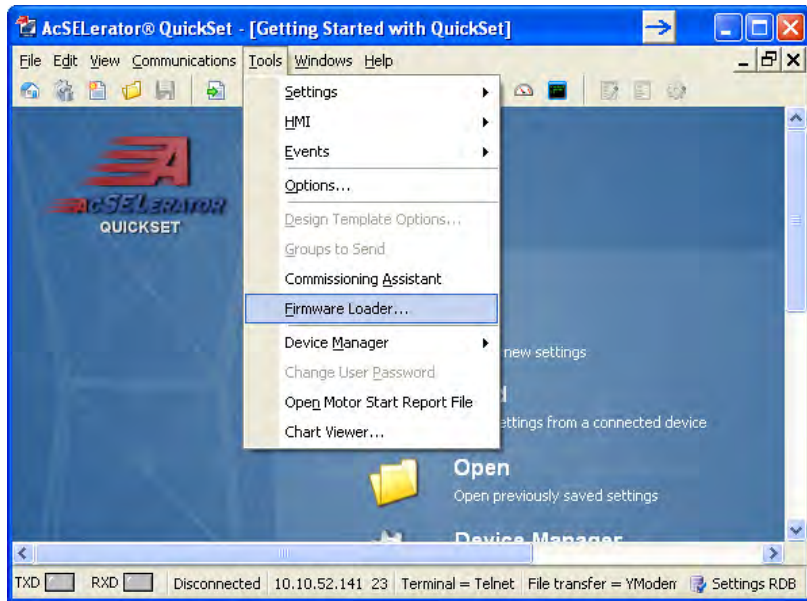 AcSELerator® QuickSet - [Getting Started with QuickSet]
File Edit View Communications Tools Windows Help
Settings
HMI
Events
Options...
Design Template Options...
Groups to Send
Commissioning Assistant
Firmware Loader...
Device Manager
Change User Password
Open Motor Start Report File
Chart Viewer...
A
ACSELERATOR
QUICKSET
new settings
ettings from a connected device
Open
Open previously saved settings
Device Manager
TXD RXD Disconnected 10.10.52.141 23 Terminal = Telnet File transfer = YModem Settings RDB